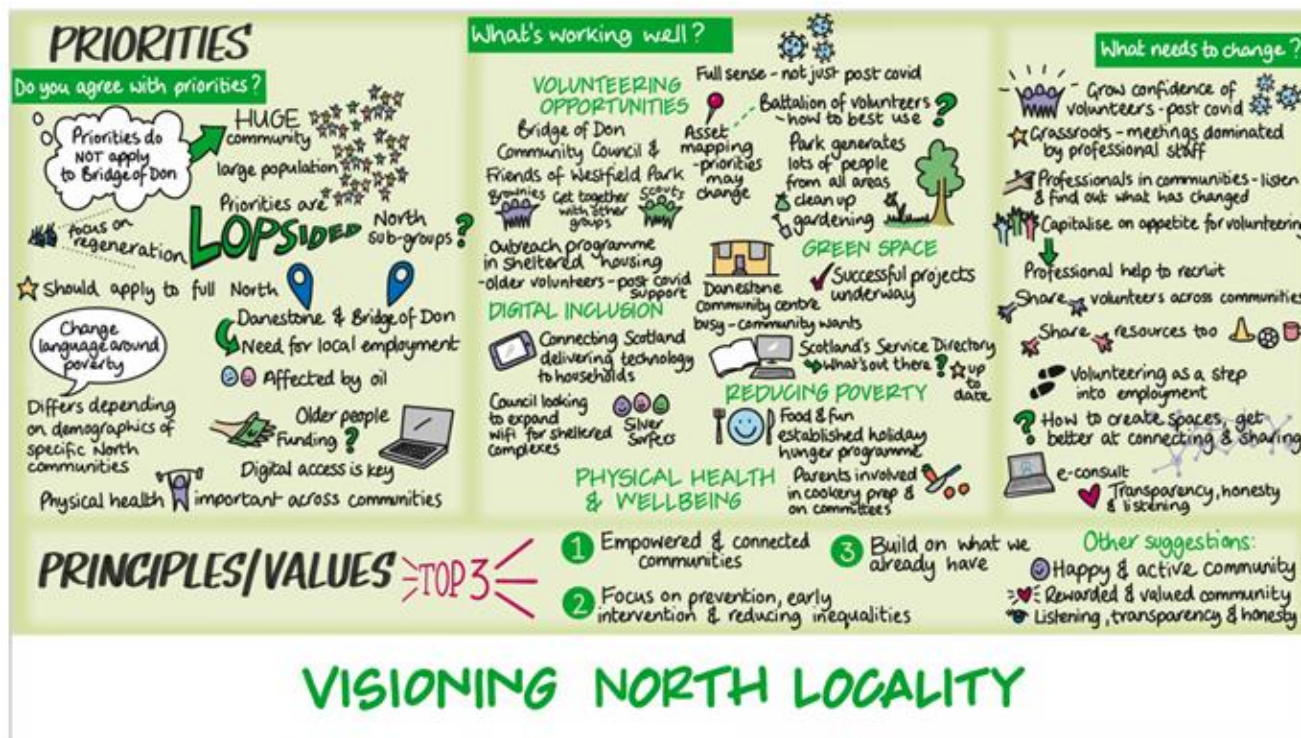 PRIORITIES
Do you agree with priorities?
Priorities do
NOT apply
to Bridge of Don
HUGE
community
large population
focus on
regeneration
Priorities are
LOPSIDED
North
sub-groups?
Should apply to full North
Change
language around
poverty
Danestone & Bridge of Don
Need for local employment
Affected by oil
Differs depending
on demographics of
specific North
communities
Older people
Funding?
Digital access is key
Physical health important across communities
What's working well?
VOLUNTEERING
OPPORTUNITIES
Bridge of Don
Community Council &
Friends of Westfield Park
Brownies
Get together
with other
groups
Scouts
Outreach programme
in sheltered housing
-older volunteers-post covid
support
DIGITAL INCLUSION
Connecting Scotland
delivering technology
to households
Council looking
to expand
wifi for sheltered
complexes
Silver
Surfers
PHYSICAL HEALTH
& WELLBEING
Full sense - not just post covid
Asset
mapping
-priorities
may
change
Battalion of volunteers
- how to best use?
Park generates
lots of people
from all areas
clean up
gardening
GREEN SPACE
Danestone
community centre
busy-community wants
Successful projects
underway
Scotland's Service Directory
What's out there?
up
to
date
REDUCING POVERTY
Food & fun
established holiday
hunger programme
Parents involved
in cookery prep &
on committees
What needs to change?
Grow confidence of
volunteers-post covid
Grassroots-meetings dominated
by professional staff
Professionals in communities-listen
& find out what has changed
Capitalise on appetite for volunteering
Professional help to recruit
Share volunteers across communities
Share resources too
Volunteering as a step
into employment
? How to create spaces, get
better at connecting & sharing
e-consult
Transparency, honesty
& listening
PRINCIPLES/VALUES TOP 3
1 Empowered & connected
communities
2 Focus on prevention, early
intervention & reducing inequalities
3 Build on what we
already have
Other suggestions:
Happy & active community
Rewarded & valued community
Listening, transparency & honesty
VISIONING NORTH LOCALITY